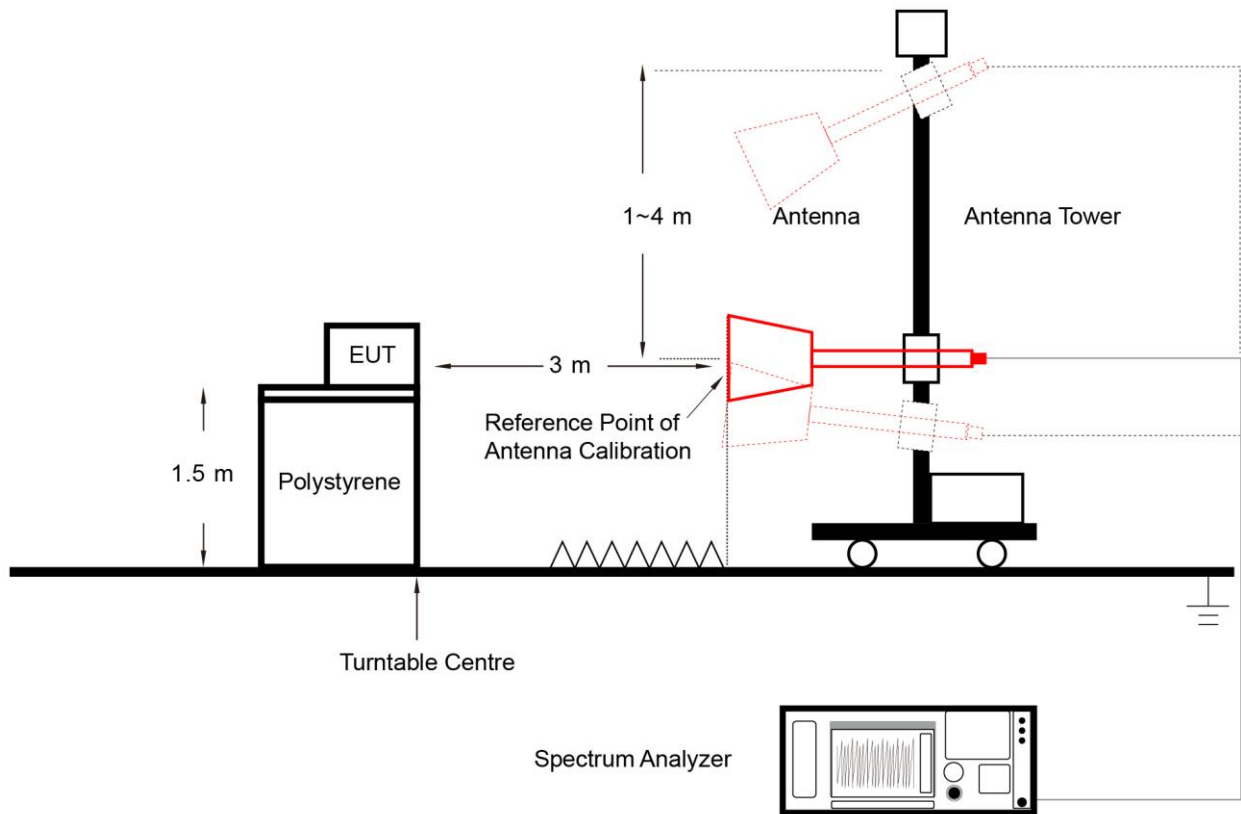 1~4 m
Antenna
Antenna Tower
EUT
3 m
Reference Point of
Antenna Calibration
1.5 m
Polystyrene
Turntable Centre
Spectrum Analyzer